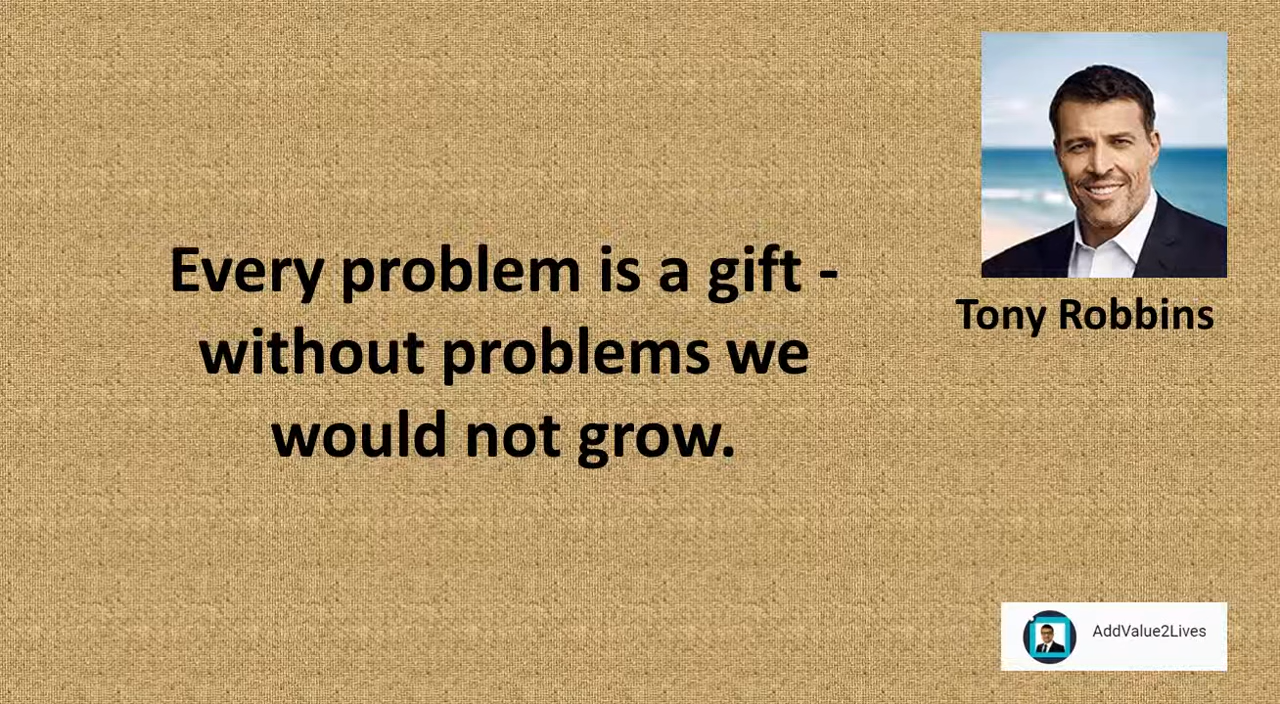 Every problem is a gift -
without problems we
would not grow.
Tony Robbins
AddValue2Lives